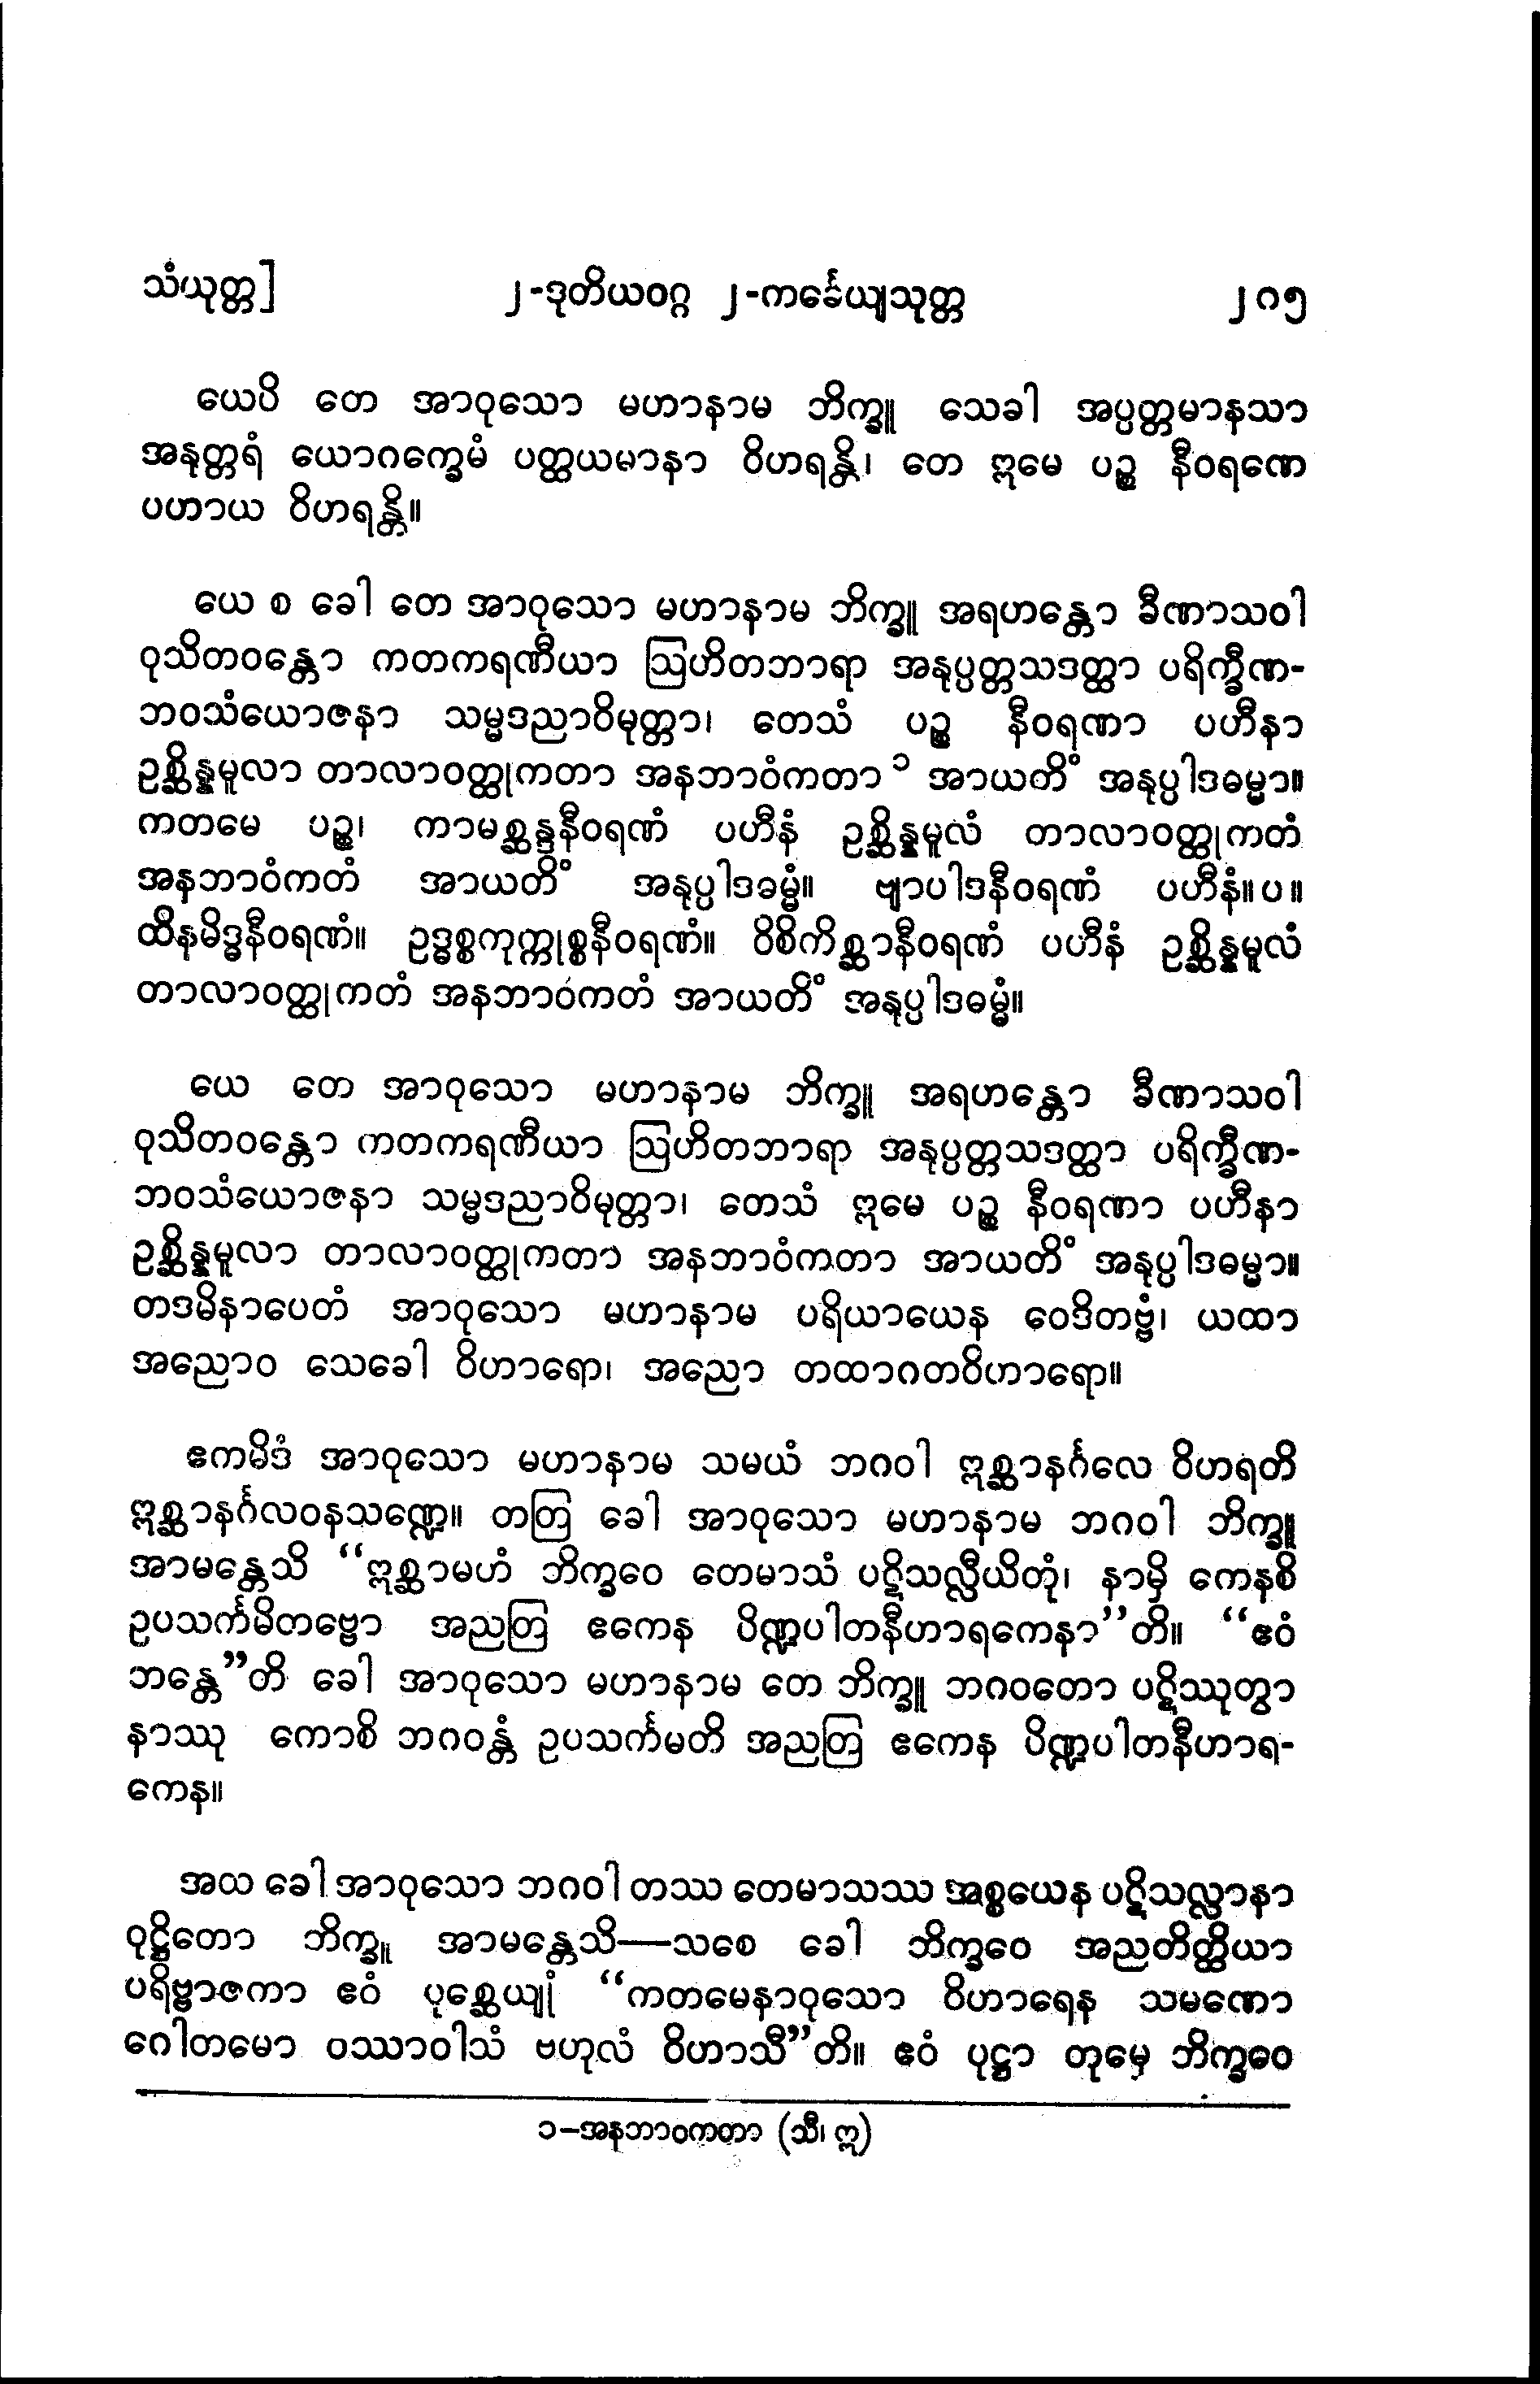 သံယုတ္တ] ၂-ဒုတိယဝဂ္ဂ ၂-ကင်္ခေယျသုတ္တ ၂၈၅
ယေပိ တေ အာဝုသော မဟာနာမ ဘိက္ခူ သေခါ အပ္ပတ္တမာနသာ
အနုတ္တရံ ယောဂက္ခေမံ ပတ္ထယမာနာ ဝိဟရန္တိ၊ တေ ဣမေ ပဉ္စ နီဝရဏေ
ပဟာယ ဝိဟရန္တိ။
ယေ စ ခေါ တေ အာဝုသော မဟာနာမ ဘိက္ခူ အရဟန္တော ခီဏာသဝါ
ဝုသိတဝန္တော ကတကရဏီယာ ဩဟိတဘာရာ အနုပ္ပတ္တသဒတ္ထာ ပရိက္ခီဏ-
ဘဝသံယောဇနာ သမ္မဒညာဝိမုတ္တာ၊ တေသံ ပဉ္စ နီဝရဏာ ပဟီနာ
ဥစ္ဆိန္နမူလာ တာလာဝတ္ထုကတာ အနဘာဝံကတာ ၁ အာယတိံ အနုပ္ပါဒဓမ္မာ။
ကတမေ ပဉ္စ၊ ကာမစ္ဆန္ဒနီဝရဏံ ပဟီနံ ဥစ္ဆိန္နမူလံ တာလာဝတ္ထုကတံ
အနဘာဝံကတံ အာယတိံ အနုပ္ပါဒဓမ္မံ။ ဗျာပါဒနီဝရဏံ ပဟီနံ။ပ။
ထိနမိဒ္ဓနီဝရဏံ။ ဥဒ္ဓစ္စကုက္ကုစ္စနီဝရဏံ။ ဝိစိကိစ္ဆာနီဝရဏံ ပဟီနံ ဥစ္ဆိန္နမူလံ
တာလာဝတ္ထုကတံ အနဘာဝံကတံ အာယတိံ အနုပ္ပါဒဓမ္မံ။
ယေ တေ အာဝုသော မဟာနာမ ဘိက္ခူ အရဟန္တော ခီဏာသဝါ
ဝုသိတဝန္တော ကတကရဏီယာ ဩဟိတဘာရာ အနုပ္ပတ္တသဒတ္ထာ ပရိက္ခီဏ-
ဘဝသံယောဇနာ သမ္မဒညာဝိမုတ္တာ၊ တေသံ ဣမေ ပဉ္စ နီဝရဏာ ပဟီနာ
ဥစ္ဆိန္နမူလာ တာလာဝတ္ထုကတာ အနဘာဝံကတာ အာယတိံ အနုပ္ပါဒဓမ္မာ။
တဒမိနာပေတံ အာဝုသော မဟာနာမ ပရိယာယေန ဝေဒိတဗ္ဗံ၊ ယထာ
အညောဝ သေခေါ ဝိဟာရော၊ အညော တထာဂတဝိဟာရော။
ဧကမိဒံ အာဝုသော မဟာနာမ သမယံ ဘဂဝါ ဣစ္ဆာနင်္ဂလေ ဝိဟရတိ
ဣစ္ဆာနင်္ဂလဝနသဏ္ဍေ။ တတြ ခေါ အာဝုသော မဟာနာမ ဘဂဝါ ဘိက္ခူ
အာမန္တေသိ “ဣစ္ဆာမဟံ ဘိက္ခဝေ တေမာသံ ပဋိသလ္လီယိတုံ၊ နာမှိ ကေနစိ
ဥပသင်္ကမိတဗ္ဗော အညတြ ဧကေန ပိဏ္ဍပါတနီဟာရကေနာ”တိ။ “ဧဝံ
ဘန္တေ”တိ ခေါ အာဝုသော မဟာနာမ တေ ဘိက္ခူ ဘဂဝတော ပဋိဿုတွာ
နာဿု ကောစိ ဘဂဝန္တံ ဥပသင်္ကမတိ အညတြ ဧကေန ပိဏ္ဍပါတနီဟာရ-
ကေန။
အထ ခေါ အာဝုသော ဘဂဝါ တဿ တေမာသဿ အစ္စယေန ပဋိသလ္လာနာ
ဝုဋ္ဌိတော ဘိက္ခူ အာမန္တေသိ—သစေ ခေါ ဘိက္ခဝေ အညတိတ္ထိယာ
ပရိဗ္ဗာဇကာ ဧဝံ ပုစ္ဆေယျုံ “ကတမေနာဝုသော ဝိဟာရေန သမဏော
ဂေါတမော ဝဿာဝါသံ ဗဟုလံ ဝိဟာသီ”တိ။ ဧဝံ ပုဋ္ဌာ တုမှေ ဘိက္ခဝေ
၁–အနဘာဝကတာ (သီ၊ ဣ)